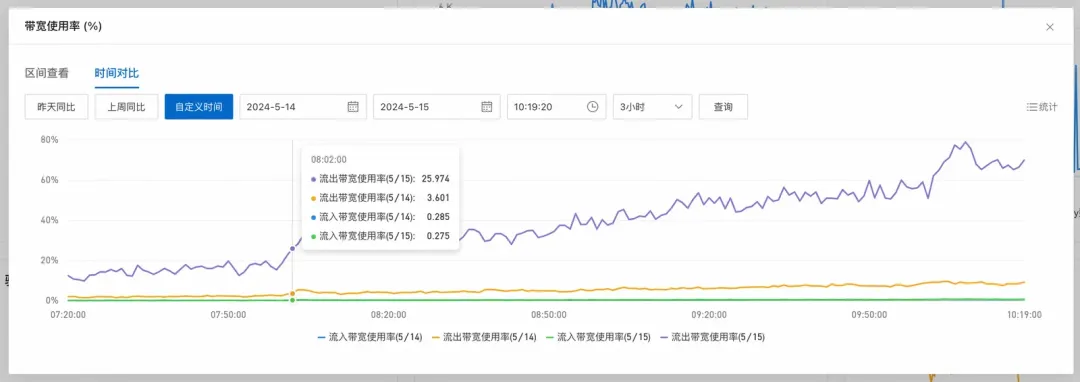 带宽使用率 (%)
区间查看 时间对比
昨天同比 上周同比 自定义时间 2024-5-14 2024-5-15 10:19:20 3小时 查询 统计
80%
60%
40%
20%
0%
08:02:00
流出带宽使用率(5/15): 25.974
流出带宽使用率(5/14): 3.601
流入带宽使用率(5/14): 0.285
流入带宽使用率(5/15): 0.275
07:20:00 07:50:00 08:20:00 08:50:00 09:20:00 09:50:00 10:19:00
流入带宽使用率(5/14) 流出带宽使用率(5/14) 流入带宽使用率(5/15) 流出带宽使用率(5/15)